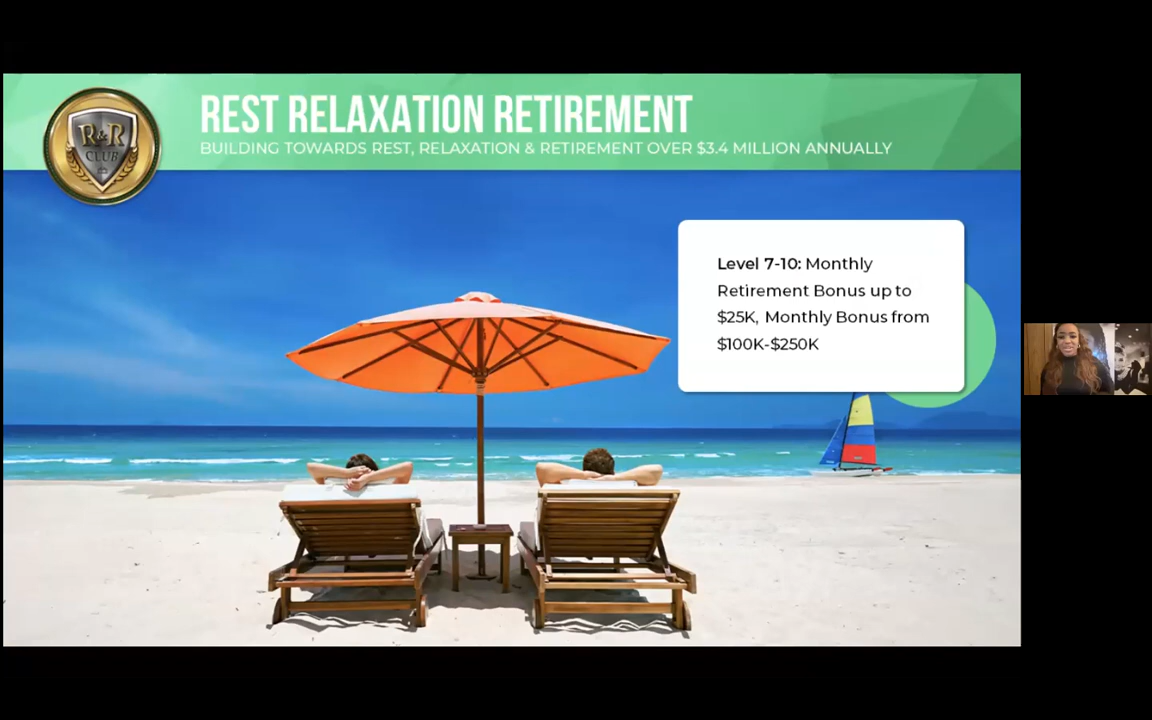 REST RELAXATION RETIREMENT
BUILDING TOWARDS REST, RELAXATION & RETIREMENT OVER $3.4 MILLION ANNUALLY
R&R
CLUB
Level 7-10: Monthly
Retirement Bonus up to
$25K, Monthly Bonus from
$100K-$250K